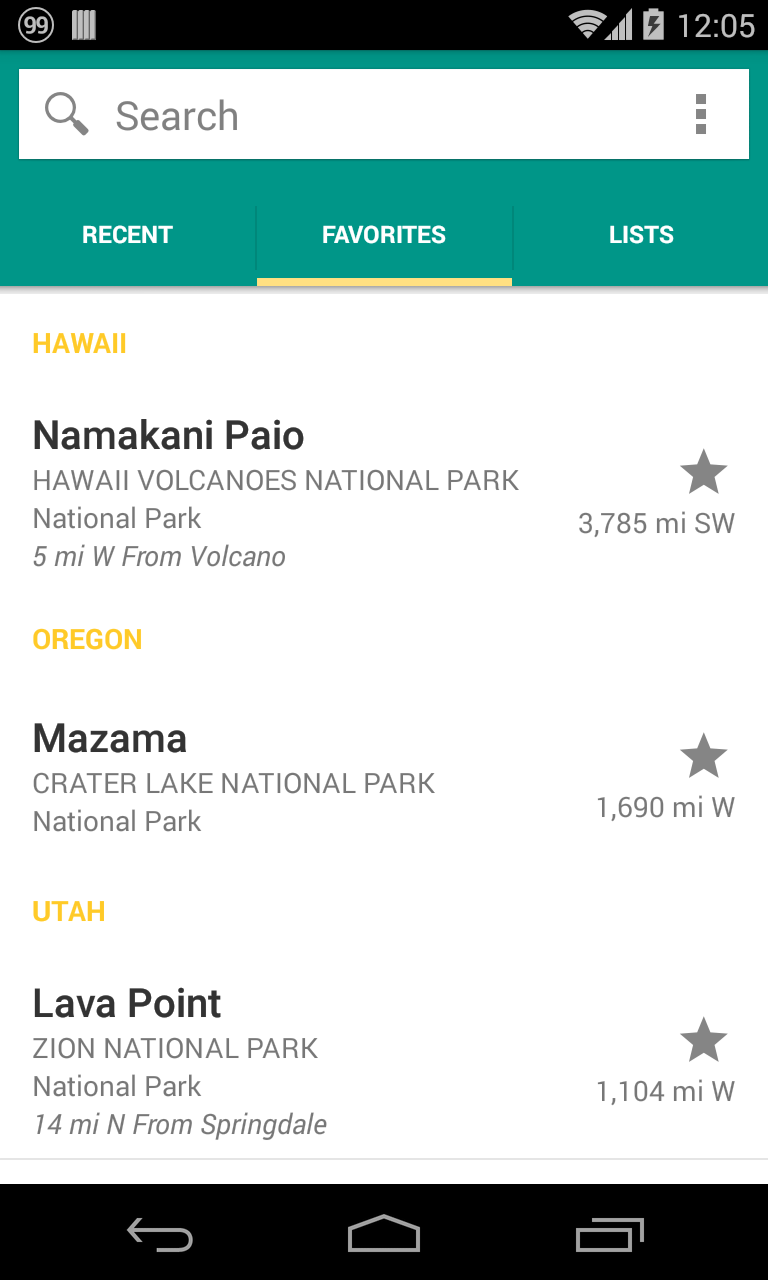 99
12:05
Search
RECENT
FAVORITES
LISTS
HAWAII
Namakani Paio
HAWAII VOLCANOES NATIONAL PARK
National Park
3,785 mi SW
5 mi W From Volcano
OREGON
Mazama
CRATER LAKE NATIONAL PARK
1,690 mi W
National Park
UTAH
Lava Point
ZION NATIONAL PARK
National Park
1,104 mi W
14 mi N From Springdale